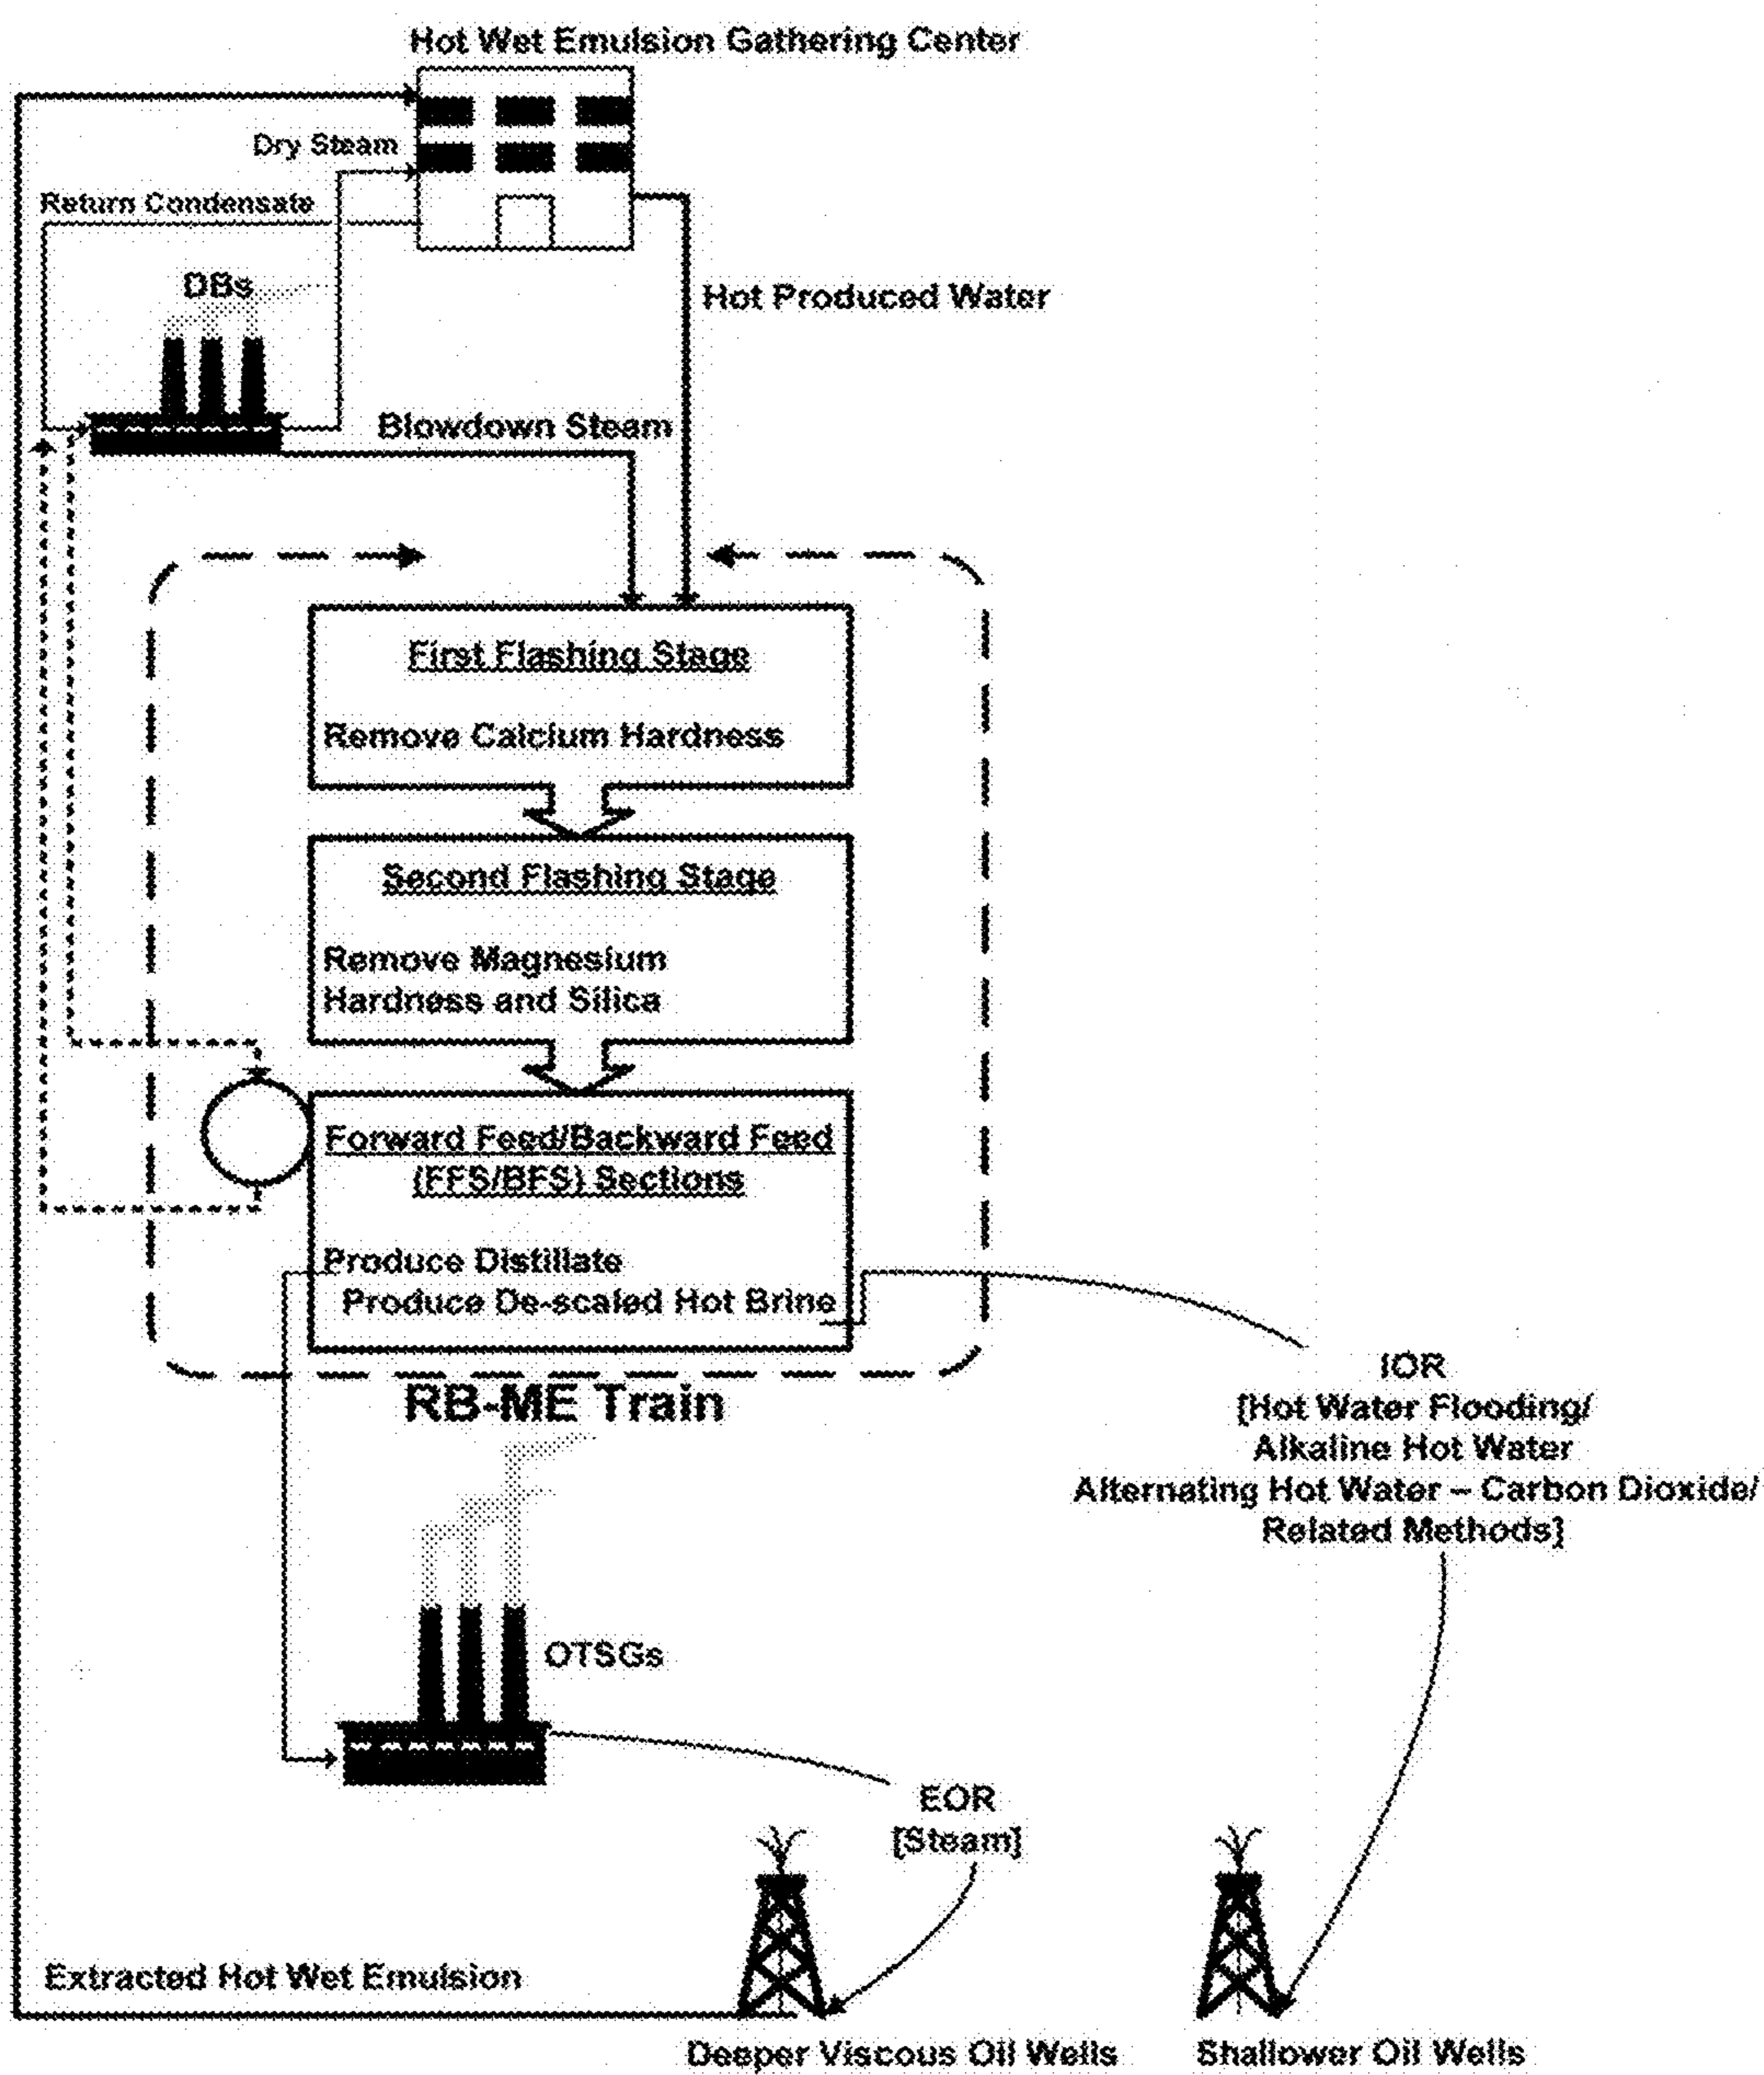 Hot Wet Emulsion Gathering Center
Dry Steam
Return Condensate
DBs
Hot Produced Water
Blowdown Steam
First Flashing Stage
Remove Calcium Hardness
Second Flashing Stage
Remove Magnesium
Hardness and Silica
Forward Feed/Backward Feed
(FFS/BFS) Sections
Produce Distillate
Produce De-scaled Hot Brine
RB-ME Train
IOR
[Hot Water Flooding/
Alkaline Hot Water
Alternating Hot Water – Carbon Dioxide/
Related Methods]
OTSGs
EOR
[Steam]
Extracted Hot Wet Emulsion
Deeper Viscous Oil Wells
Shallower Oil Wells